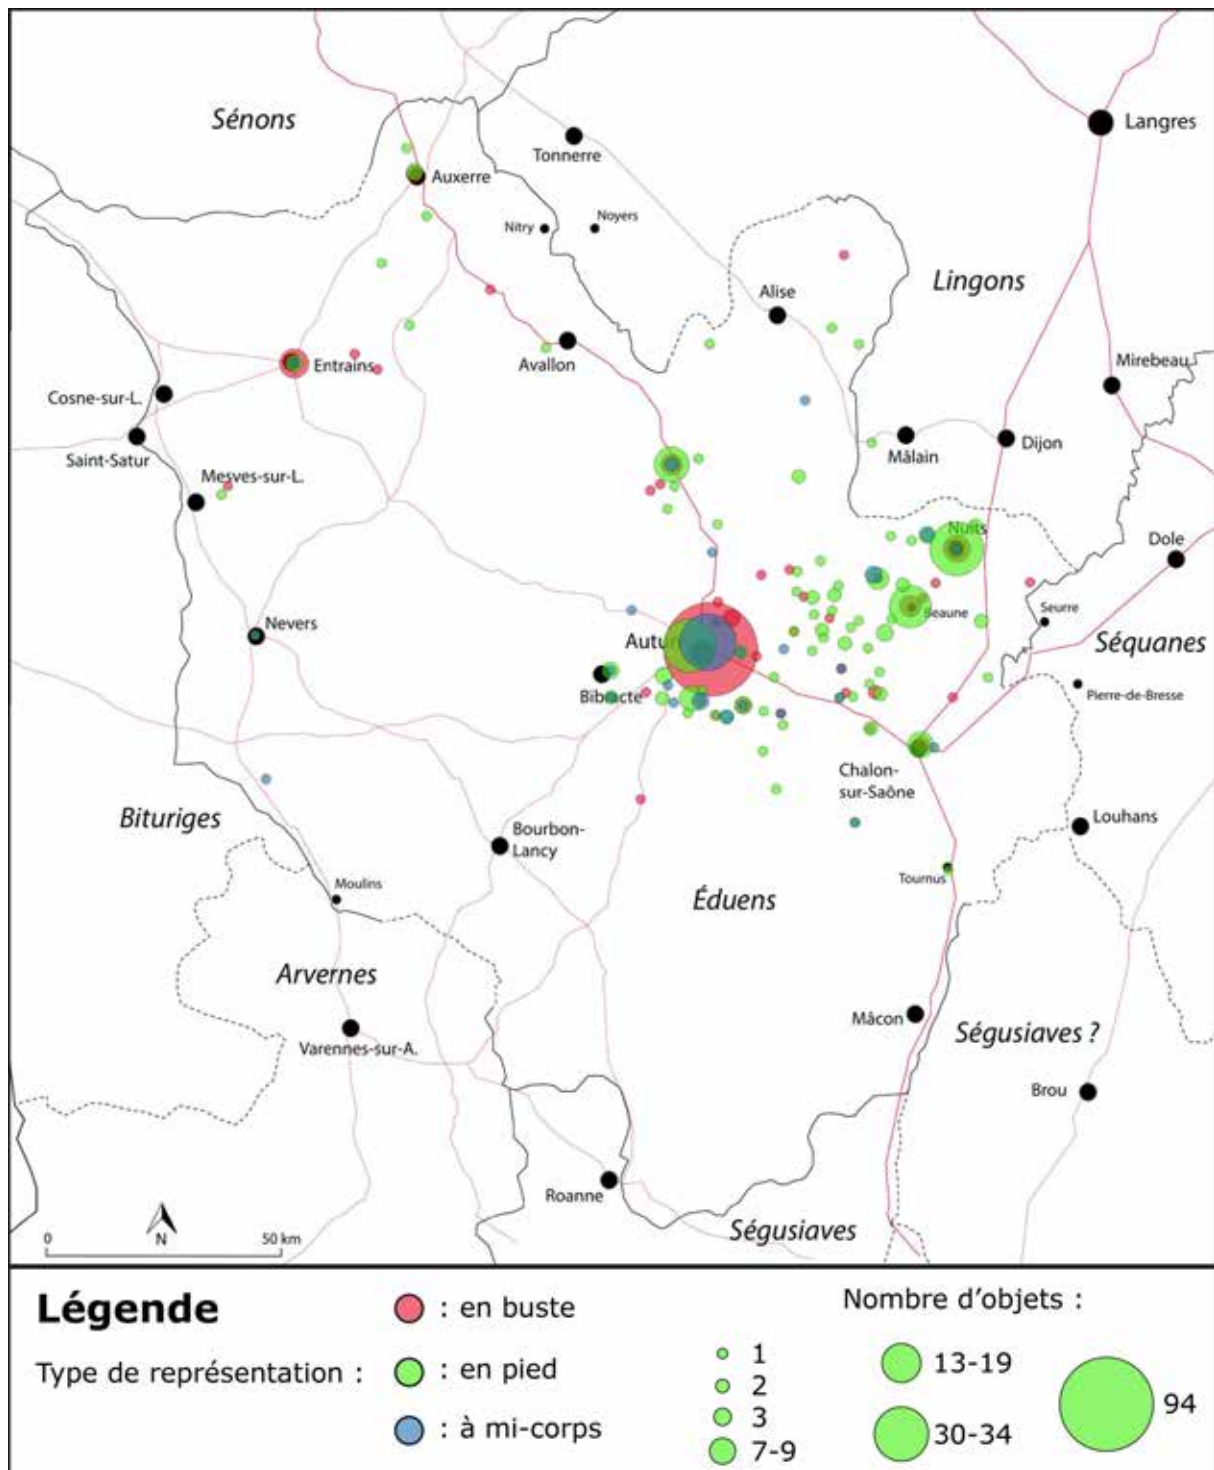 Sénons
Langres
Tonnerre
Auxerre
Nitry
Noyers
Lingons
Alise
Avallon
Entrains
Mirebeau
Cosne-sur-L.
Saint-Satur
Mâlain
Dijon
Mesves-sur-L.
Nuits
Dole
Beaune
Seurre
Nevers
Autun
Séquanes
Bibracte
Pierre-de-Bresse
Chalon-
sur-Saône
Bituriges
Louhans
Bourbon-
Lancy
Moulins
Tournus
Éduens
Arvernes
Mâcon
Ségusiaves ?
Varennes-sur-A.
Brou
Roanne
Ségusiaves
N
0
50 km
Légende
Type de représentation :
: en buste
: en pied
: à mi-corps
Nombre d’objets :
1
2
3
7-9
13-19
30-34
94